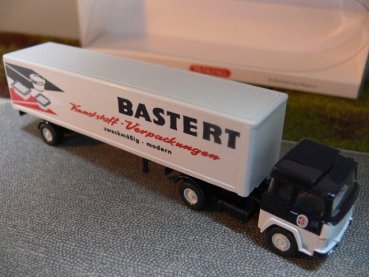 BASTERT
Kunststoff-Verpackungen
zweckmäßig - modern